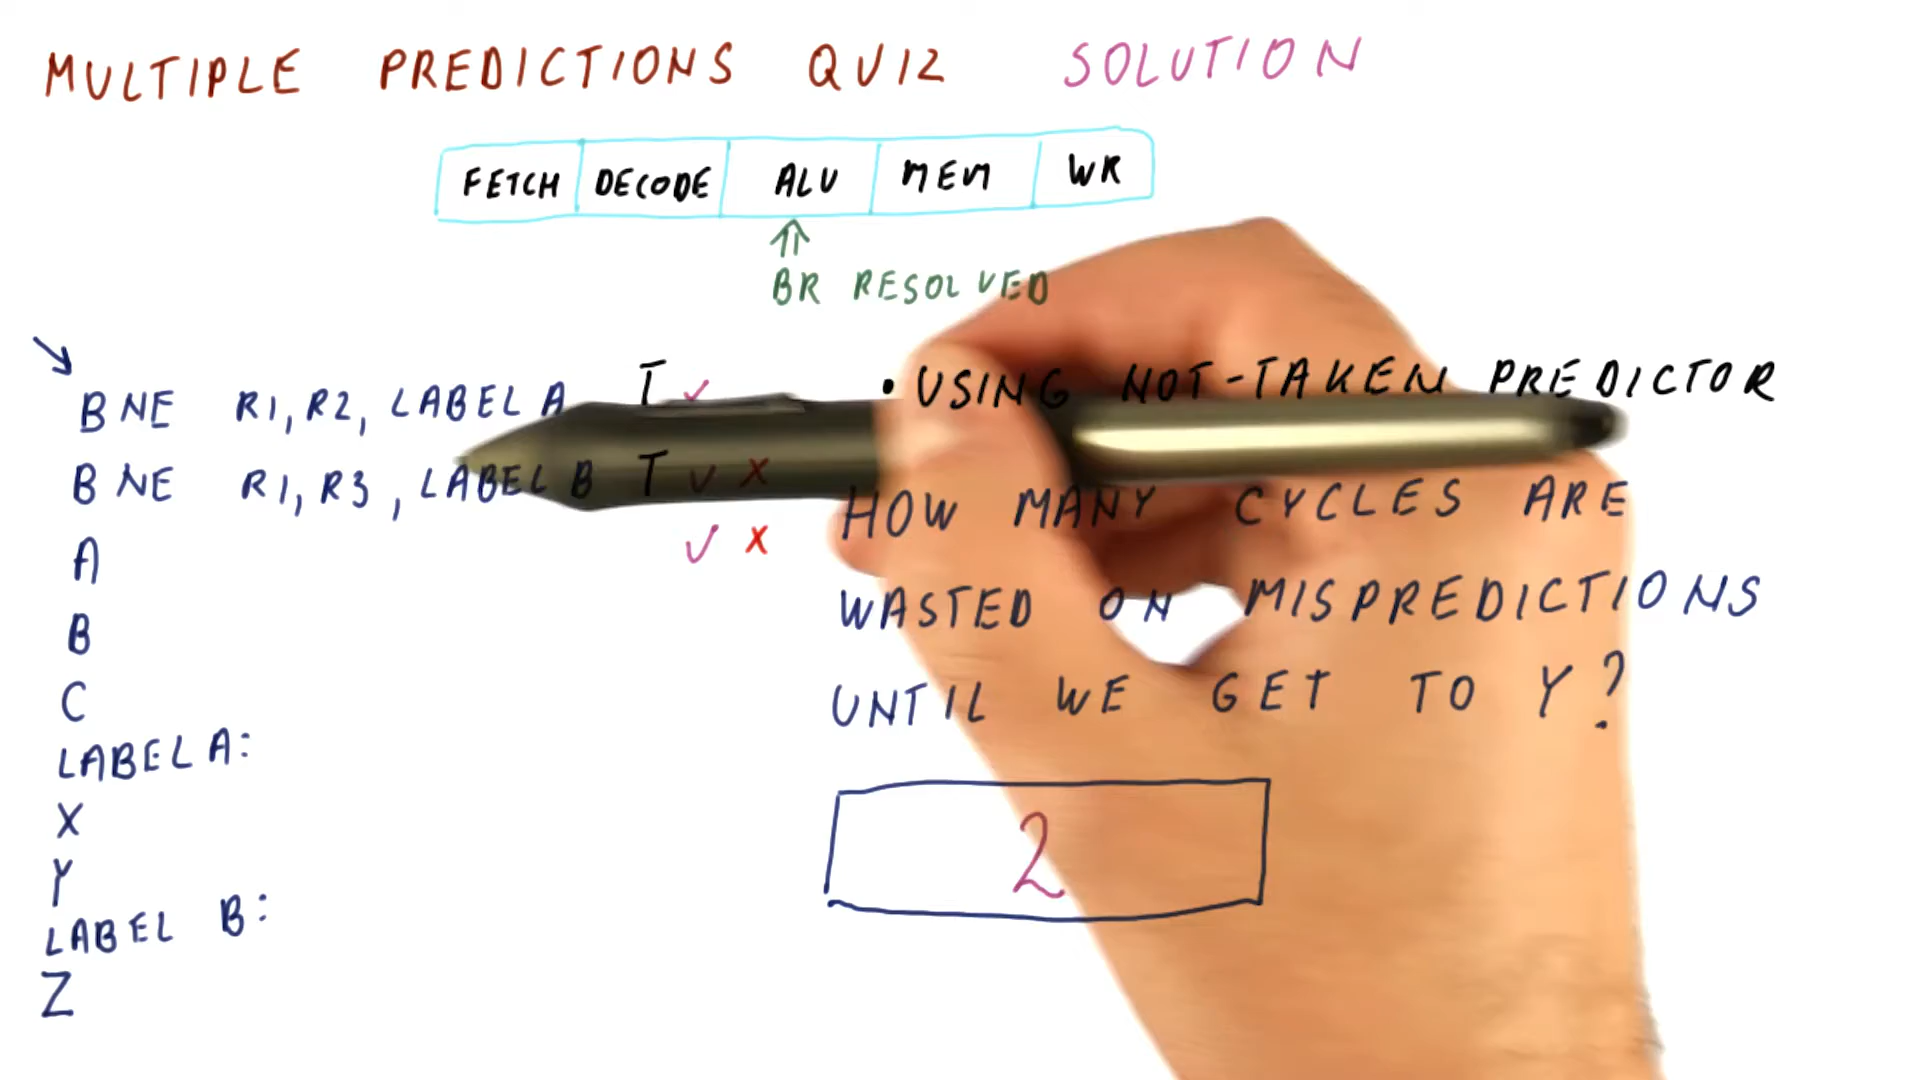 MULTIPLE PREDICTIONS QUIZ SOLUTION
FETCH DECODE ALU MEM WR
BR RESOLVED
BNE R1, R2, LABEL A T ✓
BNE R1, R3, LABEL B T ✓ X
✓ X
A
B
C
LABEL A:
X
Y
LABEL B:
Z
• USING NOT-TAKEN PREDICTOR
HOW MANY CYCLES ARE
WASTED ON MISPREDICTIONS
UNTIL WE GET TO Y?
2